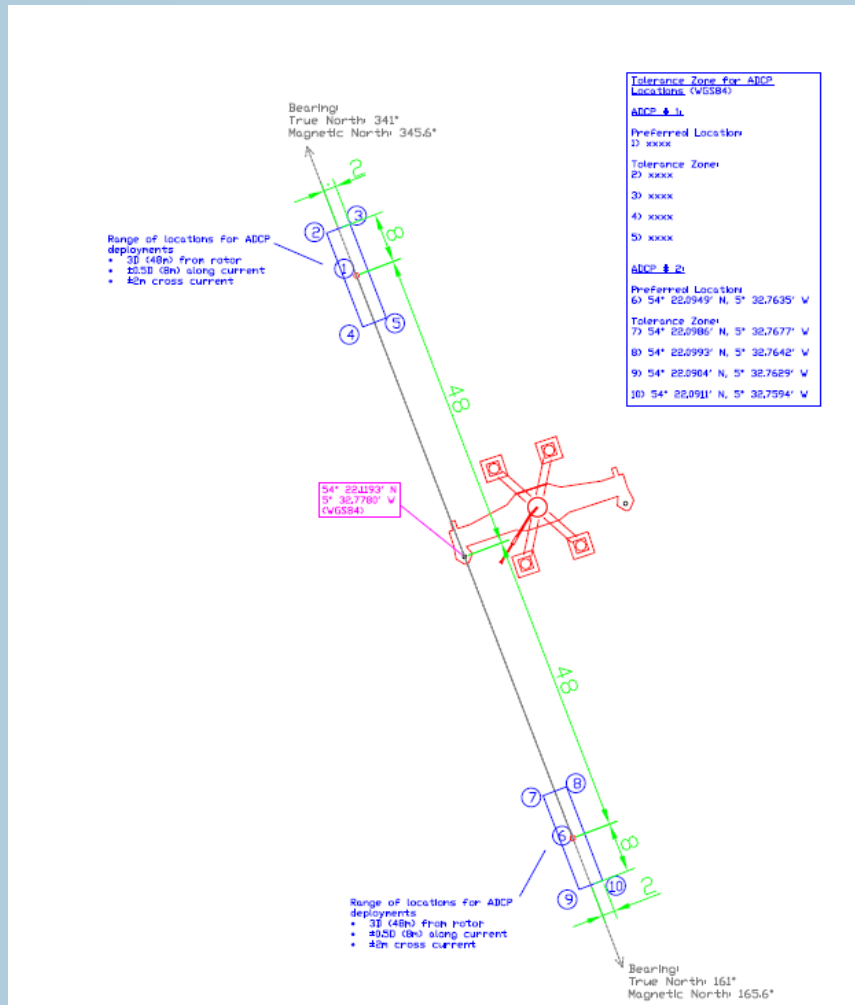 Bearing:
True North: 341°
Magnetic North: 345.6°
2
3
2
8
1
4
5
Range of locations for ADCP
deployments
• 3D (48m) from rotor
• ±0.5D (8m) along current
• ±2m cross current
48
54° 22.1193' N
5° 32.7780' W
(WGS84)
48
7
8
6
8
9
10
2
Range of locations for ADCP
deployments
• 3D (48m) from rotor
• ±0.5D (8m) along current
• ±2m cross current
Bearing:
True North: 161°
Magnetic North: 165.6°
Tolerance Zone for ADCP
Locations (WGS84)
ADCP # 1:
Preferred Location:
1) xxxx
Tolerance Zone:
2) xxxx
3) xxxx
4) xxxx
5) xxxx
ADCP # 2:
Preferred Location:
6) 54° 22.0949' N, 5° 32.7635' W
Tolerance Zone:
7) 54° 22.0986' N, 5° 32.7677' W
8) 54° 22.0993' N, 5° 32.7642' W
9) 54° 22.0904' N, 5° 32.7629' W
10) 54° 22.0911' N, 5° 32.7594' W